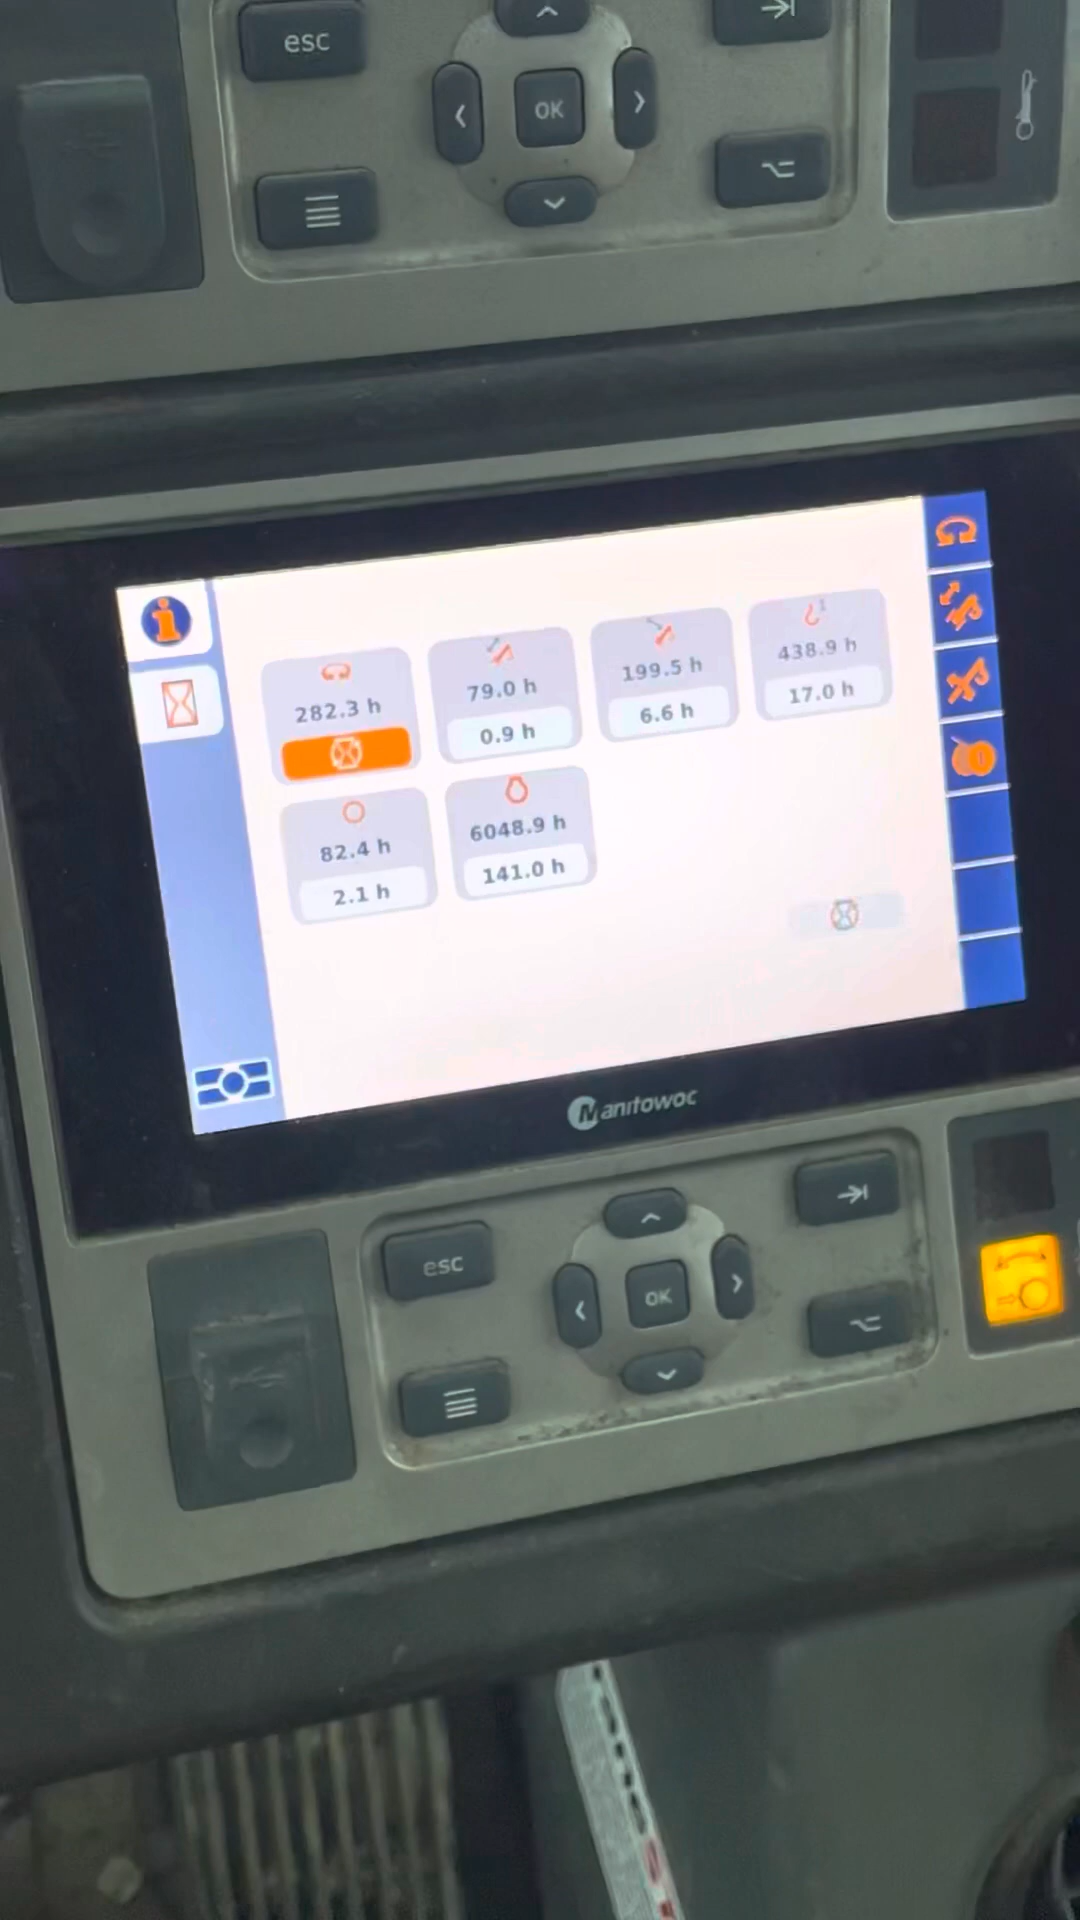 esc
OK
282.3 h
79.0 h
0.9 h
199.5 h
6.6 h
438.9 h
17.0 h
82.4 h
2.1 h
6048.9 h
141.0 h
Manitowoc
esc
OK